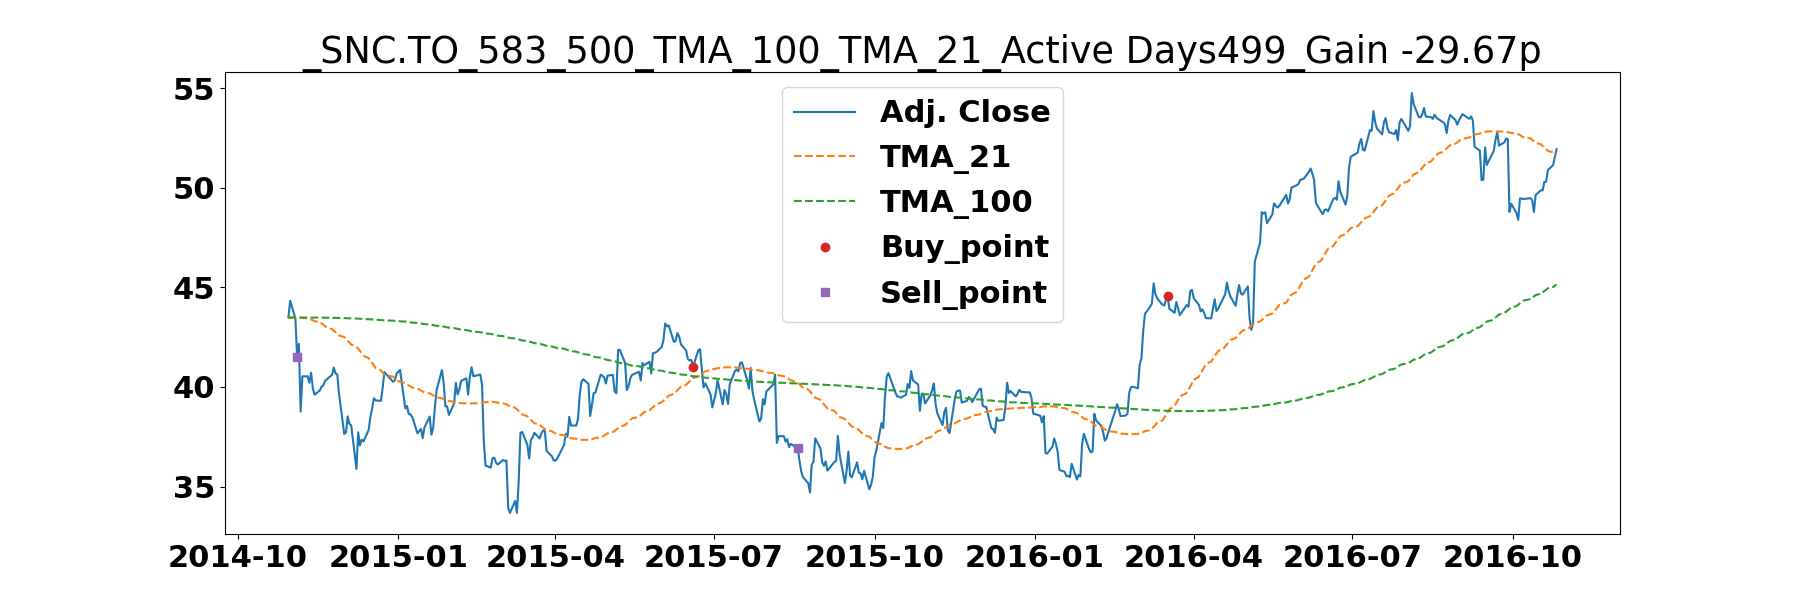 _SNC.TO_583_500_TMA_100_TMA_21_Active Days499_Gain -29.67p
55
50
45
40
35
Adj. Close
TMA_21
TMA_100
Buy_point
Sell_point
2014-10 2015-01 2015-04 2015-07 2015-10 2016-01 2016-04 2016-07 2016-10